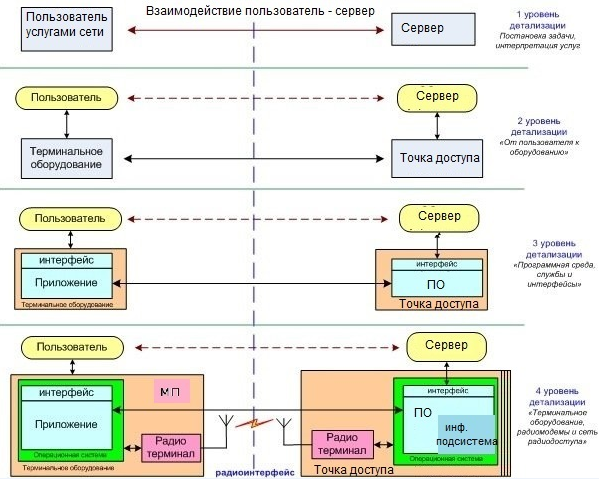 Взаимодействие пользователь - сервер
Пользователь
услугами сети
Сервер
1 уровень
детализации
Постановка задачи,
интерпретация услуг
Пользователь
Сервер
Терминальное
оборудование
Точка доступа
2 уровень
детализации
«От пользователя к
оборудованию»
Пользователь
Сервер
интерфейс
Приложение
Терминальное оборудование
интерфейс
ПО
Точка доступа
3 уровень
детализации
«Программная среда,
службы и
интерфейсы»
Пользователь
Сервер
интерфейс
Приложение
Операционная система
Терминальное оборудование
МП
Радио
терминал
радиоинтерфейс
Радио
терминал
Точка доступа
интерфейс
ПО
инф.
подсистема
Операционная система
4 уровень
детализации
«Терминальное
оборудование,
радиомодемы и сеть
радиодоступа»